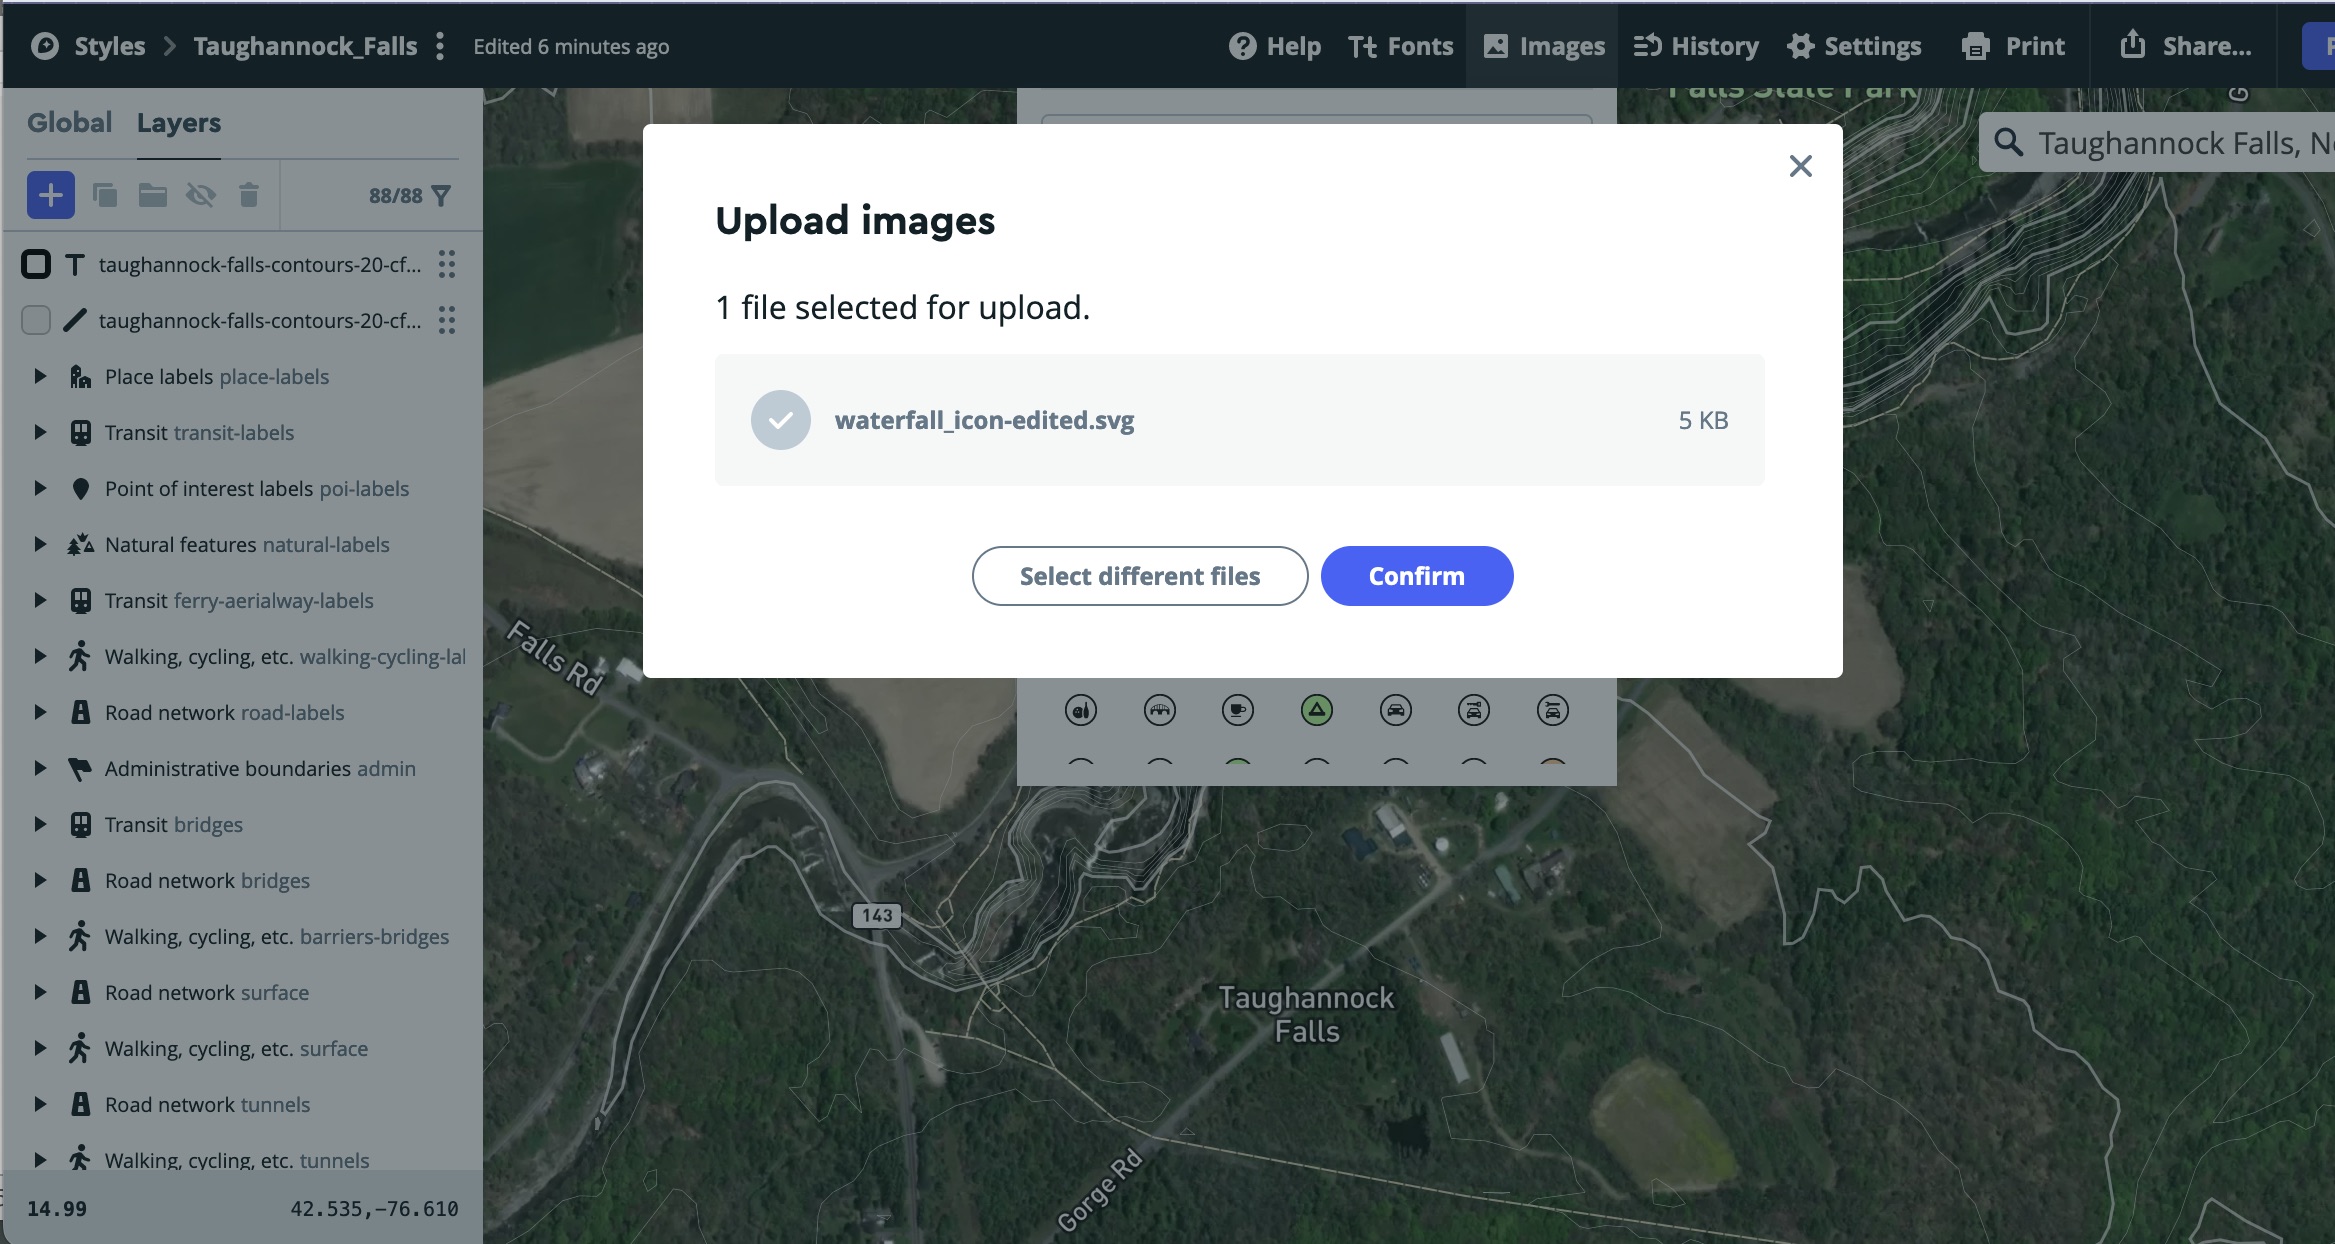 Styles > Taughannock_Falls Edited 6 minutes ago
Help Fonts Images History Settings Print Share...
Global Layers
88/88
taughannock-falls-contours-20-cf...
taughannock-falls-contours-20-cf...
Place labels place-labels
Transit transit-labels
Point of interest labels poi-labels
Natural features natural-labels
Transit ferry-aerialway-labels
Walking, cycling, etc. walking-cycling-lal
Road network road-labels
Administrative boundaries admin
Transit bridges
Road network bridges
Walking, cycling, etc. barriers-bridges
Road network surface
Walking, cycling, etc. surface
Road network tunnels
Walking, cycling, etc. tunnels
14.99 42.535,-76.610
Upload images
1 file selected for upload.
waterfall_icon-edited.svg 5 KB
Select different files Confirm
Falls State Park
Taughannock Falls, N
Falls Rd
143
Taughannock
Falls
Gorge Rd